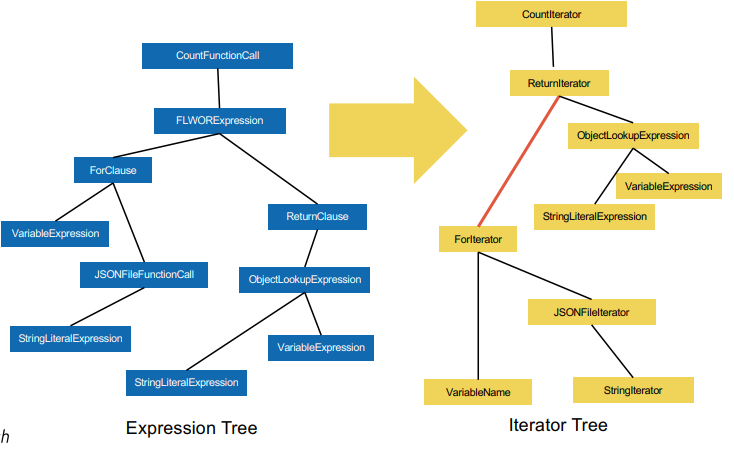 CountIterator
CountFunctionCall
ReturnIterator
FLWORExpression
ObjectLookupExpression
ForClause
VariableExpression
ReturnClause
StringLiteralExpression
VariableExpression
ForIterator
JSONFileFunctionCall
ObjectLookupExpression
JSONFileIterator
StringLiteralExpression
VariableExpression
StringLiteralExpression
VariableName
StringIterator
Expression Tree
Iterator Tree
h